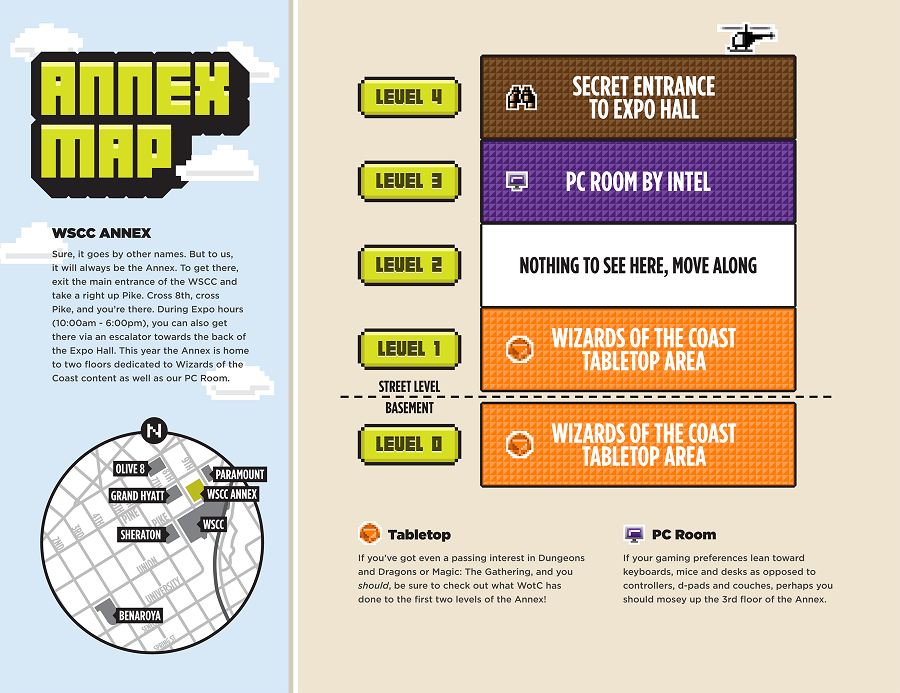 ANNEX
MAP
WSCC ANNEX
Sure, it goes by other names. But to us,
it will always be the Annex. To get there,
exit the main entrance of the WSCC and
take a right up Pike. Cross 8th, cross
Pike, and you're there. During Expo hours
(10:00am - 6:00pm), you can also get
there via an escalator towards the back of
the Expo Hall. This year the Annex is home
to two floors dedicated to Wizards of the
Coast content as well as our PC Room.
N
OLIVE 8
PARAMOUNT
GRAND HYATT
WSCC ANNEX
WSCC
SHERATON
BENAROYA
9TH
8TH
7TH
PINE
PIKE
4TH
3RD
2ND
UNION
UNIVERSITY
SPRING ST
LEVEL 4
SECRET ENTRANCE
TO EXPO HALL
LEVEL 3
PC ROOM BY INTEL
LEVEL 2
NOTHING TO SEE HERE, MOVE ALONG
LEVEL 1
WIZARDS OF THE COAST
TABLETOP AREA
STREET LEVEL
BASEMENT
LEVEL 0
WIZARDS OF THE COAST
TABLETOP AREA
Tabletop
If you've got even a passing interest in Dungeons
and Dragons or Magic: The Gathering, and you
should, be sure to check out what WotC has
done to the first two levels of the Annex!
PC Room
If your gaming preferences lean toward
keyboards, mice and desks as opposed to
controllers, d-pads and couches, perhaps you
should mosey up the 3rd floor of the Annex.